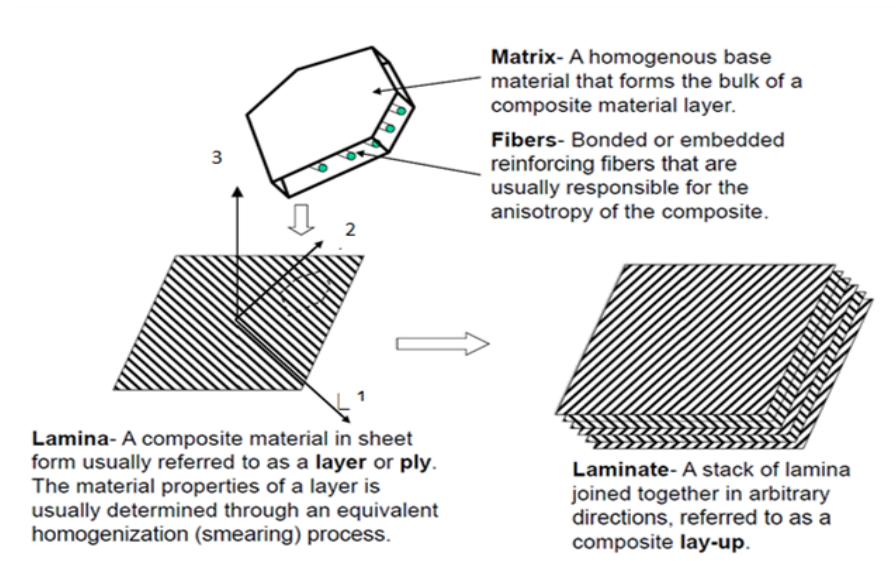 Matrix- A homogenous base
material that forms the bulk of a
composite material layer.
Fibers- Bonded or embedded
reinforcing fibers that are
usually responsible for the
anisotropy of the composite.
3
2
1
Lamina- A composite material in sheet
form usually referred to as a layer or ply.
The material properties of a layer is
usually determined through an equivalent
homogenization (smearing) process.
Laminate- A stack of lamina
joined together in arbitrary
directions, referred to as a
composite lay-up.